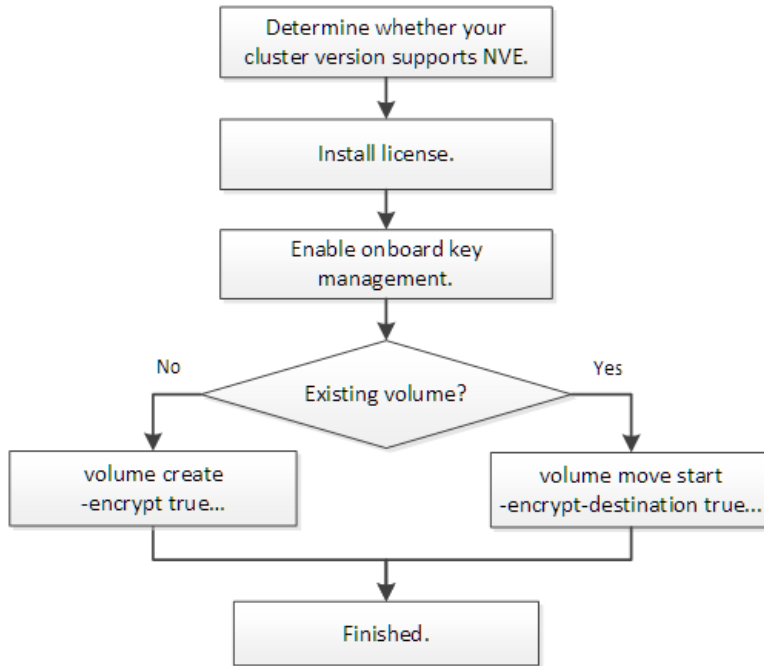 Determine whether your
cluster version supports NVE.
Install license.
Enable onboard key
management.
No
Yes
Existing volume?
volume create
-encrypt true...
volume move start
-encrypt-destination true...
Finished.